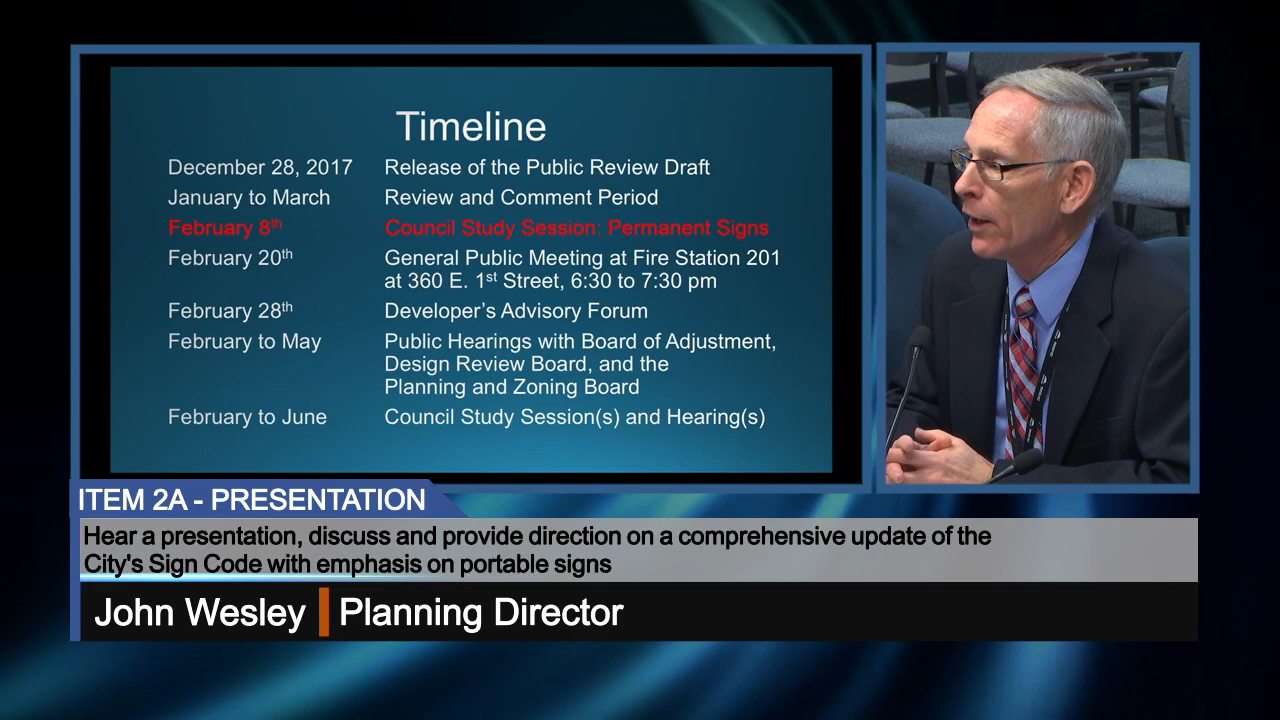 Timeline
December 28, 2017 Release of the Public Review Draft
January to March Review and Comment Period
February 8th Council Study Session: Permanent Signs
February 20th General Public Meeting at Fire Station 201
at 360 E. 1st Street, 6:30 to 7:30 pm
February 28th Developer's Advisory Forum
February to May Public Hearings with Board of Adjustment,
Design Review Board, and the
Planning and Zoning Board
February to June Council Study Session(s) and Hearing(s)
ITEM 2A - PRESENTATION
Hear a presentation, discuss and provide direction on a comprehensive update of the
City's Sign Code with emphasis on portable signs
John Wesley Planning Director